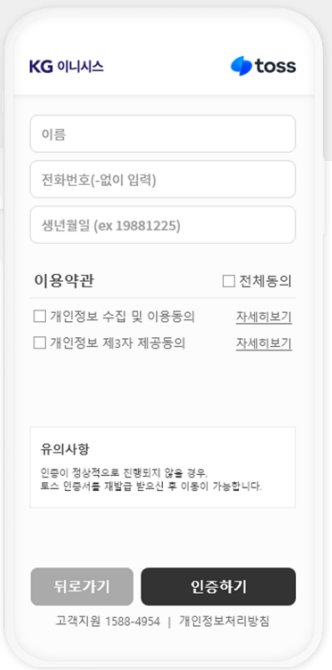 KG 이니시스 toss
이름
전화번호(-없이 입력)
생년월일 (ex 19881225)
이용약관 전체동의
개인정보 수집 및 이용동의 자세히보기
개인정보 제3자 제공동의 자세히보기
유의사항
인증이 정상적으로 진행되지 않을 경우.
토스 인증서를 재발급 받으신 후 이동이 가능합니다.
뒤로가기 인증하기
고객지원 1588-4954 | 개인정보처리방침